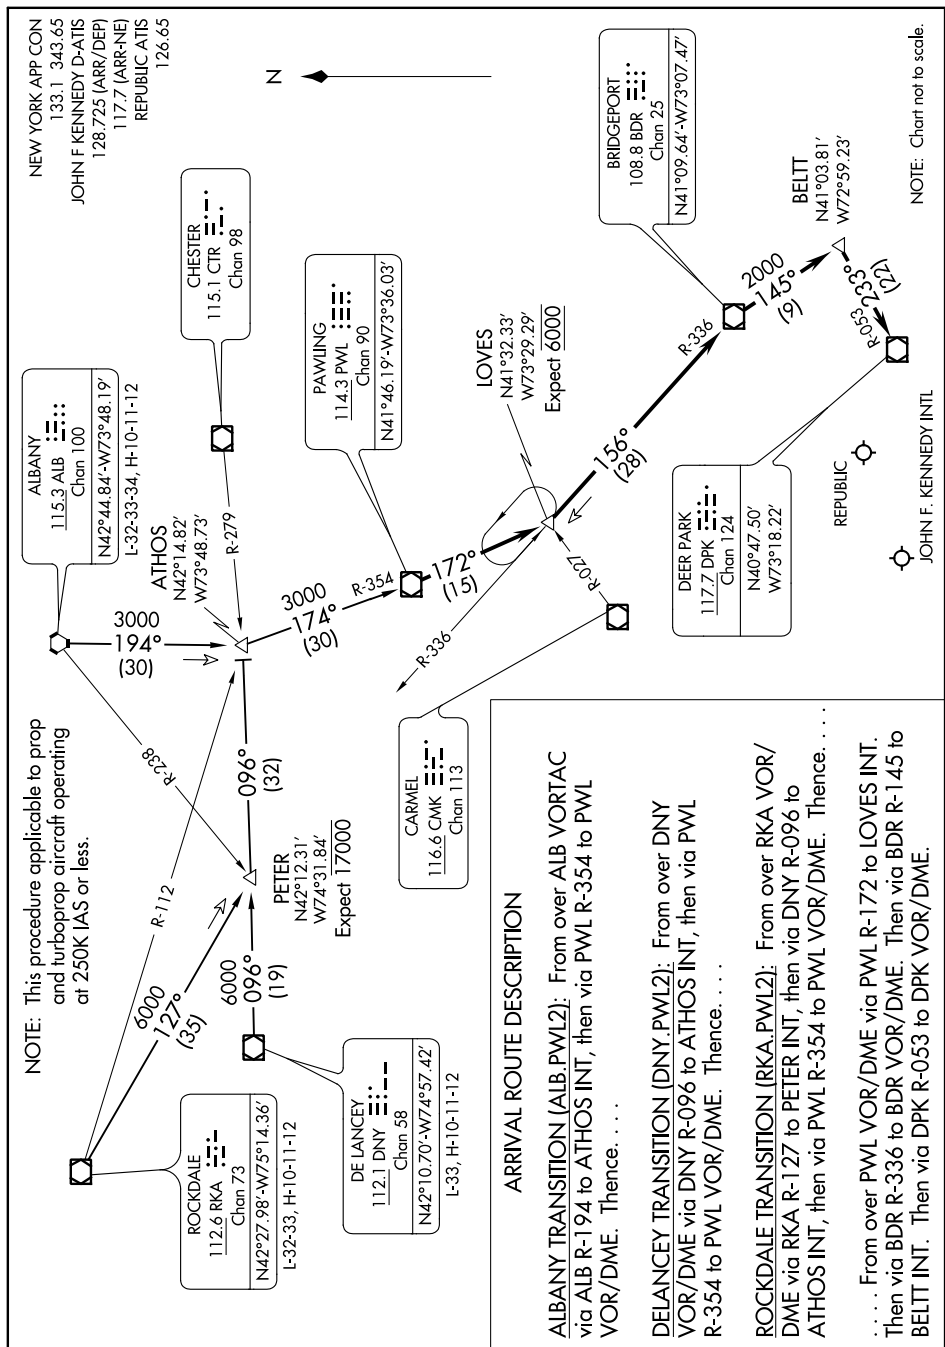 NEW YORK APP CON
133.1 343.65
JOHN F KENNEDY D-ATIS
128.725 (ARR/DEP)
117.7 (ARR-NE)
REPUBLIC ATIS
126.65
NOTE: This procedure applicable to prop
and turboprop aircraft operating
at 250K IAS or less.
N
ALBANY
115.3 ALB
Chan 100
N42°44.84'-W73°48.19'
L-32-33-34, H-10-11-12
CHESTER
115.1 CTR
Chan 98
R-279
ATHOS
N42°14.82'
W73°48.73'
3000
194°
(30)
R-238
R-112
ROCKDALE
112.6 RKA
Chan 73
N42°27.98'-W75°14.36'
L-32-33, H-10-11-12
6000
127°
(35)
6000
096°
(19)
DE LANCEY
112.1 DNY
Chan 58
N42°10.70'-W74°57.42'
L-33, H-10-11-12
PETER
N42°12.31'
W74°31.84'
Expect 17000
096°
(32)
3000
174°
(30)
R-354
PAWLING
114.3 PWL
Chan 90
N41°46.19'-W73°36.03'
172°
(15)
LOVES
N41°32.33'
W73°29.29'
Expect 6000
R-336
R-027
CARMEL
116.6 CMK
Chan 113
156°
(28)
R-336
BRIDGEPORT
108.8 BDR
Chan 25
N41°09.64'-W73°07.47'
2000
145°
(9)
BELTT
N41°03.81'
W72°59.23'
R-053
233°
(22)
DEER PARK
117.7 DPK
Chan 124
N40°47.50'
W73°18.22'
REPUBLIC
JOHN F. KENNEDY INTL
NOTE: Chart not to scale.
ARRIVAL ROUTE DESCRIPTION
ALBANY TRANSITION (ALB.PWL2): From over ALB VORTAC
via ALB R-194 to ATHOS INT, then via PWL R-354 to PWL
VOR/DME. Thence. . . .
DELANCEY TRANSITION (DNY.PWL2): From over DNY
VOR/DME via DNY R-096 to ATHOS INT, then via PWL
R-354 to PWL VOR/DME. Thence. . . .
ROCKDALE TRANSITION (RKA.PWL2): From over RKA VOR/
DME via RKA R-127 to PETER INT, then via DNY R-096 to
ATHOS INT, then via PWL R-354 to PWL VOR/DME. Thence. . . .
. . . . From over PWL VOR/DME via PWL R-172 to LOVES INT.
Then via BDR R-336 to BDR VOR/DME. Then via BDR R-145 to
BELTT INT. Then via DPK R-053 to DPK VOR/DME.